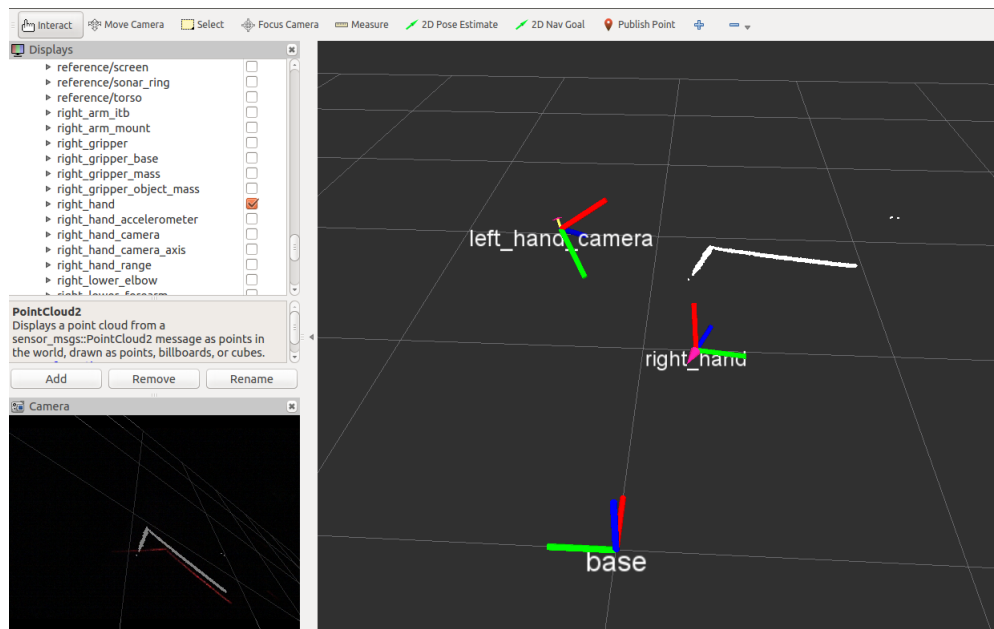 Interact Move Camera Select Focus Camera Measure 2D Pose Estimate 2D Nav Goal Publish Point
Displays
reference/screen
reference/sonar_ring
reference/torso
right_arm_itb
right_arm_mount
right_gripper
right_gripper_base
right_gripper_mass
right_gripper_object_mass
right_hand
right_hand_accelerometer
right_hand_camera
right_hand_camera_axis
right_hand_range
right_lower_elbow
right_lower_forearm
PointCloud2
Displays a point cloud from a
sensor_msgs::PointCloud2 message as points in
the world, drawn as points, billboards, or cubes.
Add Remove Rename
Camera
left_hand_camera
right_hand
base